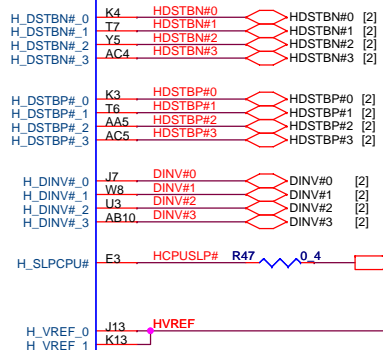 H_DSTBN#_0 K4 HDSTBN#0 HDSTBN#0 [2]
H_DSTBN#_1 T7 HDSTBN#1 HDSTBN#1 [2]
H_DSTBN#_2 Y5 HDSTBN#2 HDSTBN#2 [2]
H_DSTBN#_3 AC4 HDSTBN#3 HDSTBN#3 [2]
H_DSTBP#_0 K3 HDSTBP#0 HDSTBP#0 [2]
H_DSTBP#_1 T6 HDSTBP#1 HDSTBP#1 [2]
H_DSTBP#_2 AA5 HDSTBP#2 HDSTBP#2 [2]
H_DSTBP#_3 AC5 HDSTBP#3 HDSTBP#3 [2]
H_DINV#_0 J7 DINV#0 DINV#0 [2]
H_DINV#_1 W8 DINV#1 DINV#1 [2]
H_DINV#_2 U3 DINV#2 DINV#2 [2]
H_DINV#_3 AB10 DINV#3 DINV#3 [2]
H_SLPCPU# E3 HCPUSLP# R47 0_4
H_VREF_0 J13 HVREF
H_VREF_1 K13